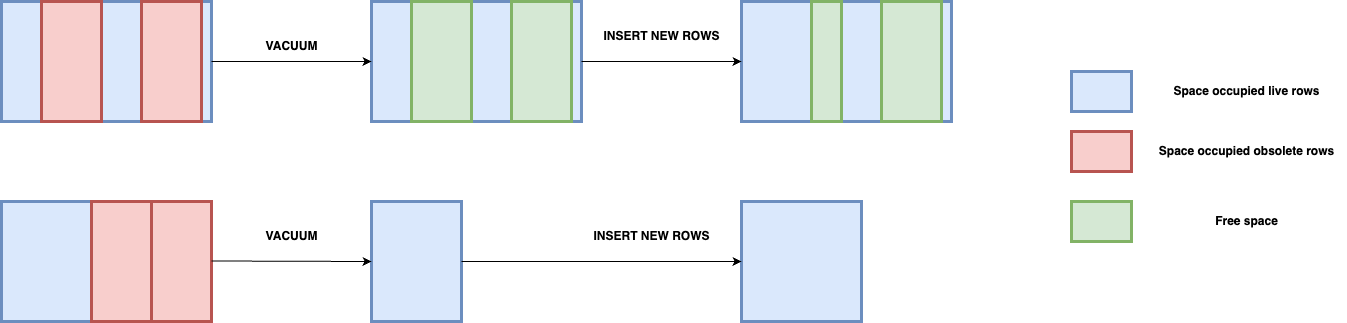 VACUUM
INSERT NEW ROWS
Space occupied live rows
Space occupied obsolete rows
Free space
VACUUM
INSERT NEW ROWS